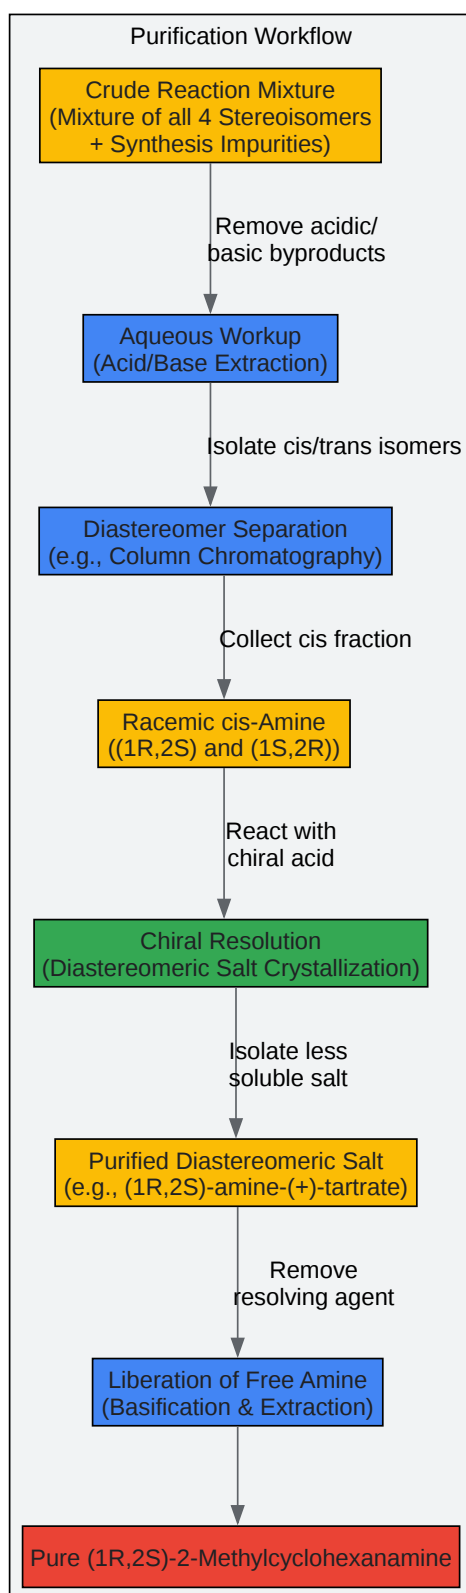 Purification Workflow
Crude Reaction Mixture
(Mixture of all 4 Stereoisomers
+ Synthesis Impurities)
Remove acidic/
basic byproducts
Aqueous Workup
(Acid/Base Extraction)
Isolate cis/trans isomers
Diastereomer Separation
(e.g., Column Chromatography)
Collect cis fraction
Racemic cis-Amine
((1R,2S) and (1S,2R))
React with
chiral acid
Chiral Resolution
(Diastereomeric Salt Crystallization)
Isolate less
soluble salt
Purified Diastereomeric Salt
(e.g., (1R,2S)-amine-(+)-tartrate)
Remove
resolving agent
Liberation of Free Amine
(Basification & Extraction)
Pure (1R,2S)-2-Methylcyclohexanamine